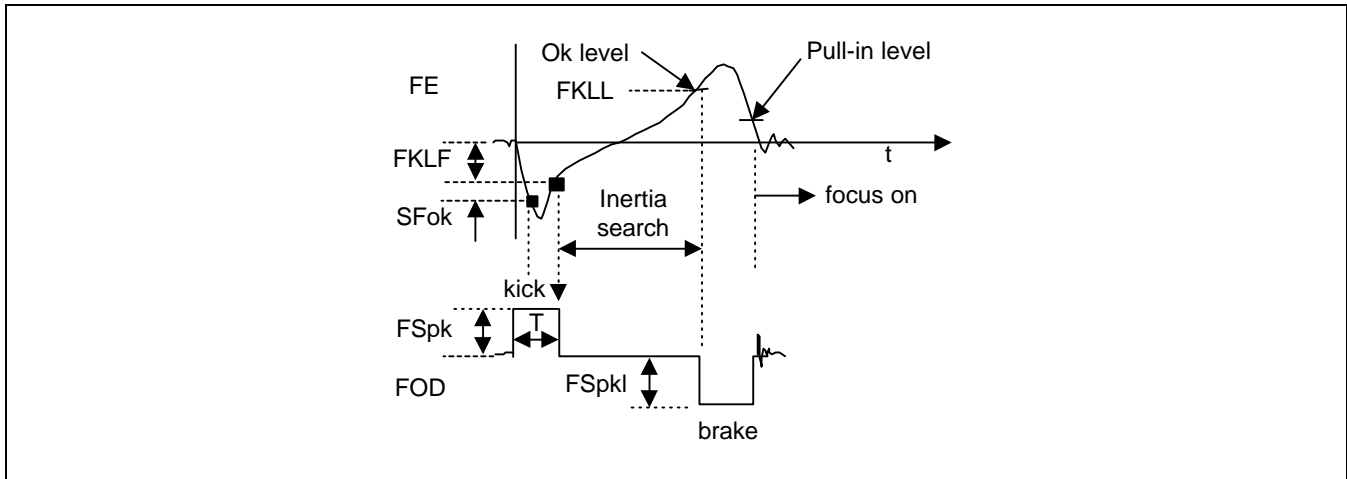 Ok level
Pull-in level
FE
FKLL
t
FKLF
focus on
SFok
Inertia
search
kick
FSpk
T
FSpkl
FOD
brake